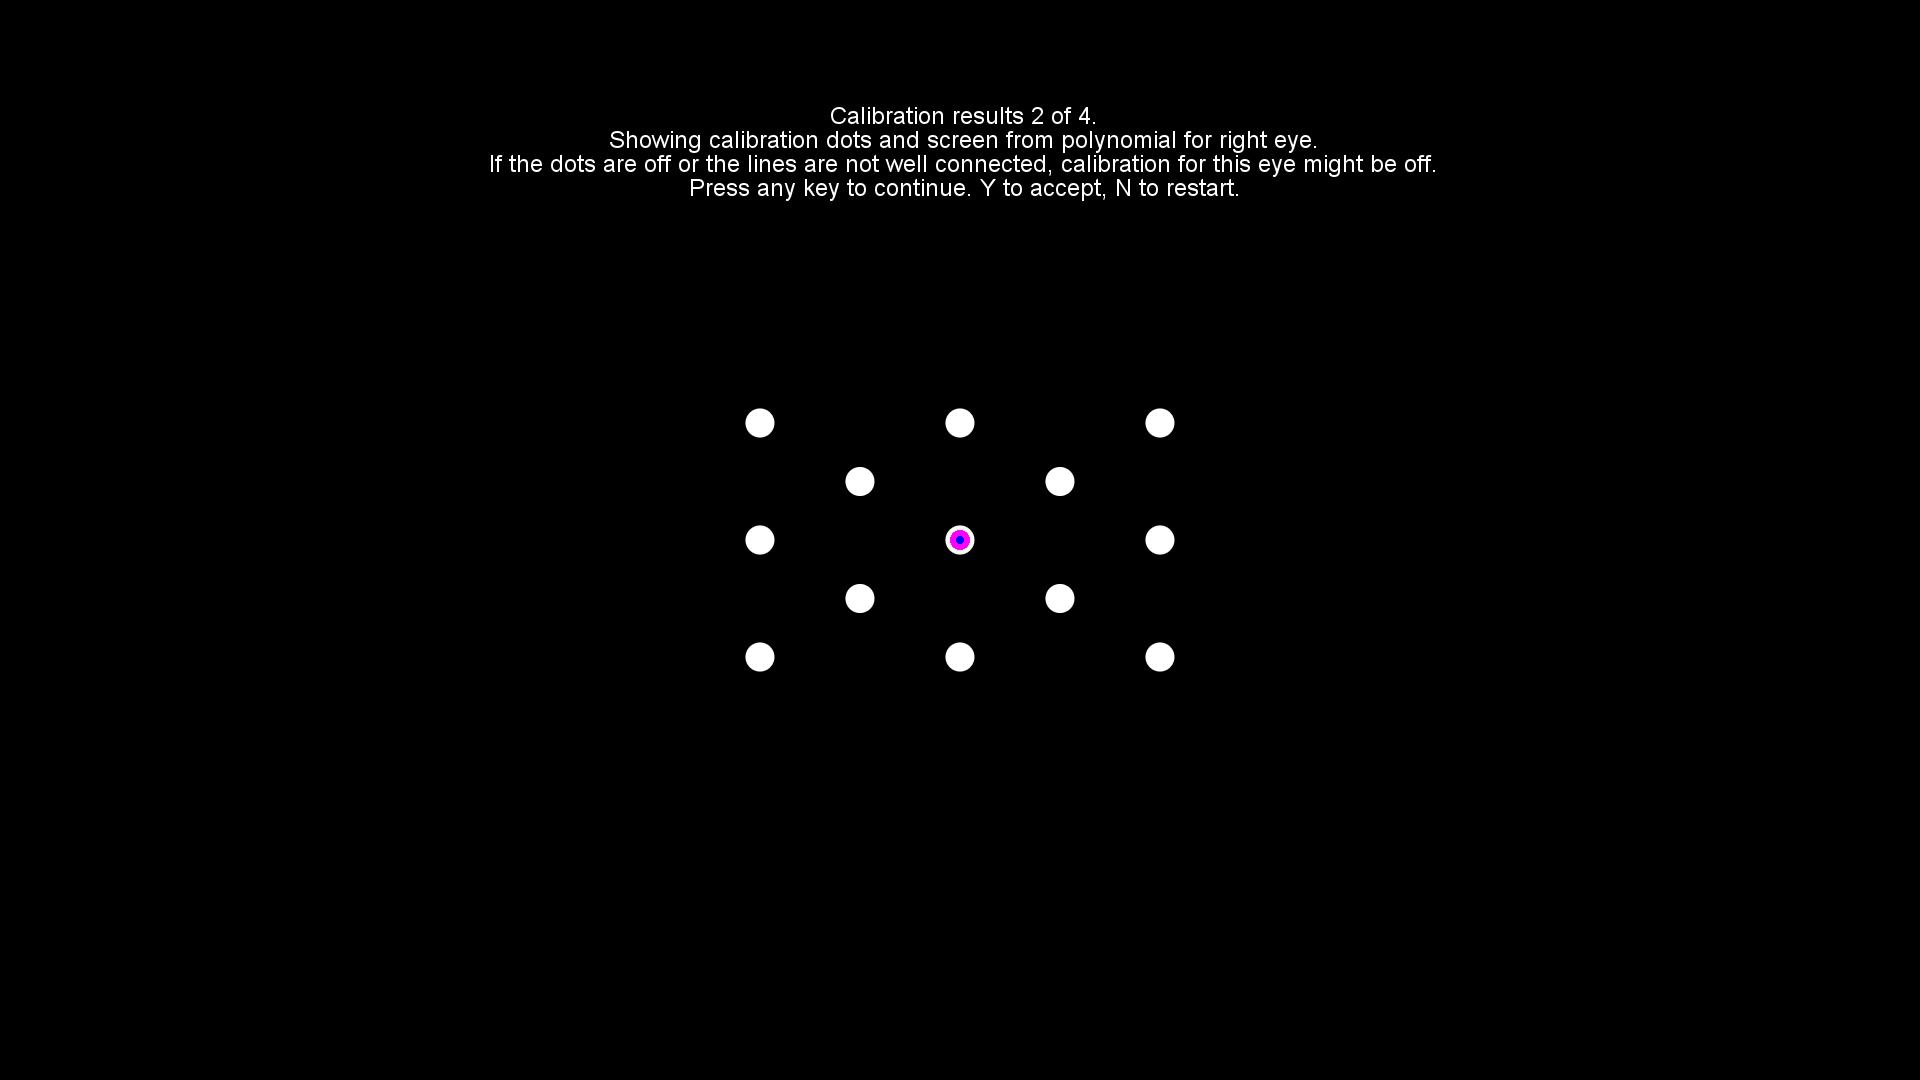 Calibration results 2 of 4.
Showing calibration dots and screen from polynomial for right eye.
If the dots are off or the lines are not well connected, calibration for this eye might be off.
Press any key to continue. Y to accept, N to restart.